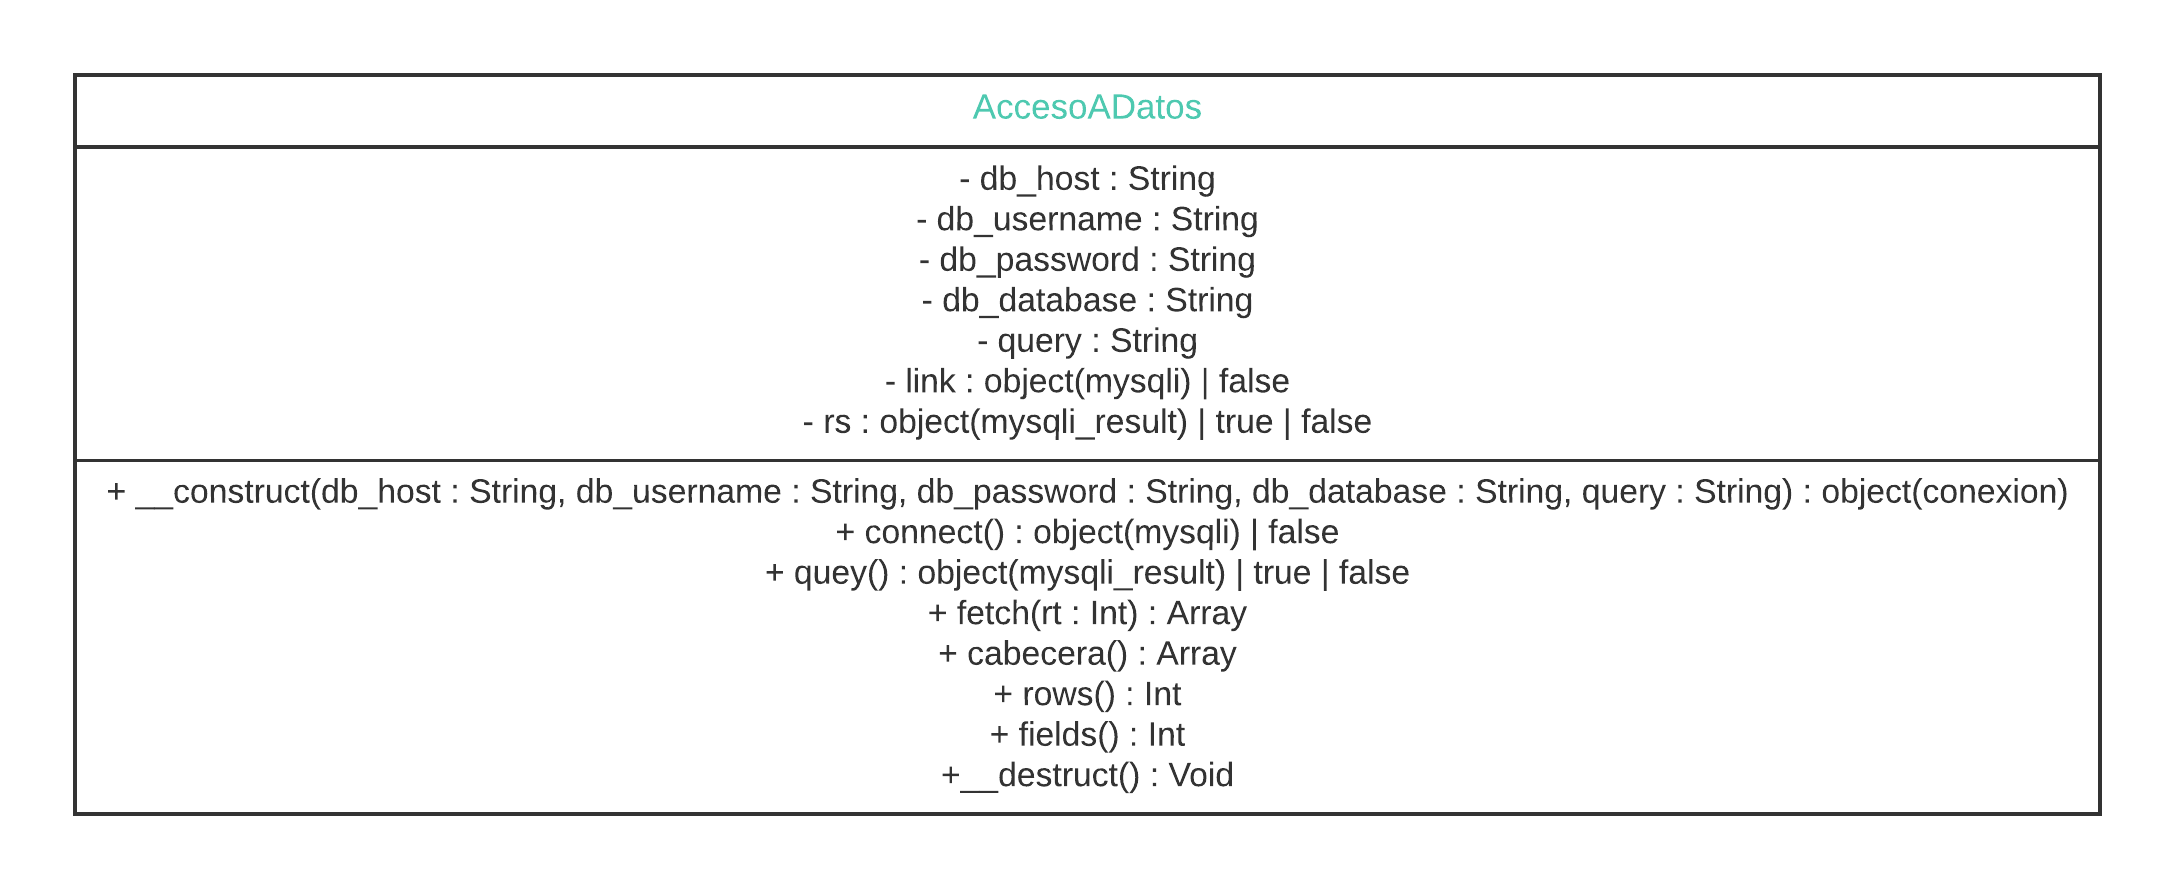 AccesoADatos
- db_host : String
- db_username : String
- db_password : String
- db_database : String
- query : String
- link : object(mysqli) | false
- rs : object(mysqli_result) | true | false
+ __construct(db_host : String, db_username : String, db_password : String, db_database : String, query : String) : object(conexion)
+ connect() : object(mysqli) | false
+ quey() : object(mysqli_result) | true | false
+ fetch(rt : Int) : Array
+ cabecera() : Array
+ rows() : Int
+ fields() : Int
+__destruct() : Void